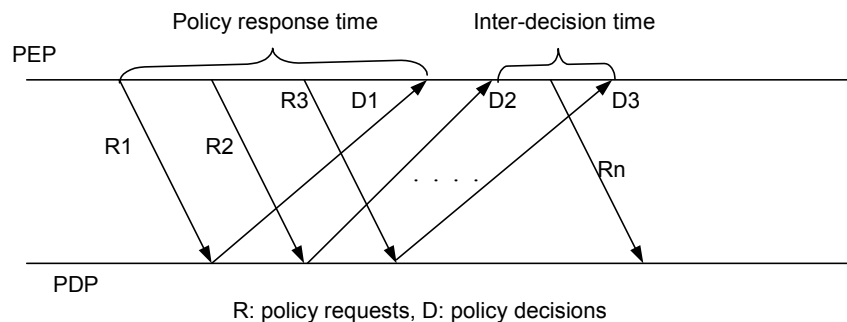 Policy response time
Inter-decision time
PEP
R3
D1
D2
D3
R1
R2
. . . .
Rn
PDP
R: policy requests, D: policy decisions